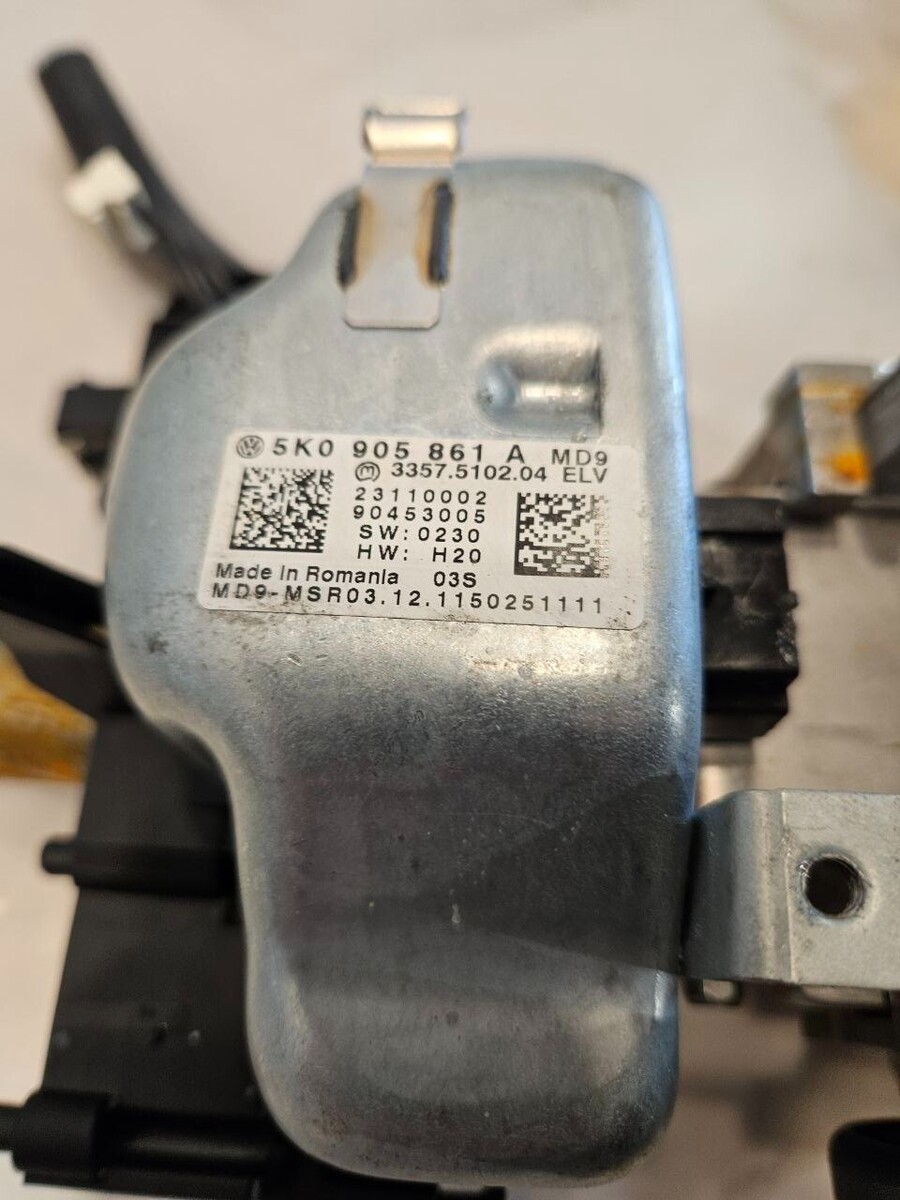 5K0 905 861 A MD9
3357.5102.04 ELV
23110002
90453005
SW:0230
HW: H20
Made in Romania 03S
MD9-MSR03.12.1150251111